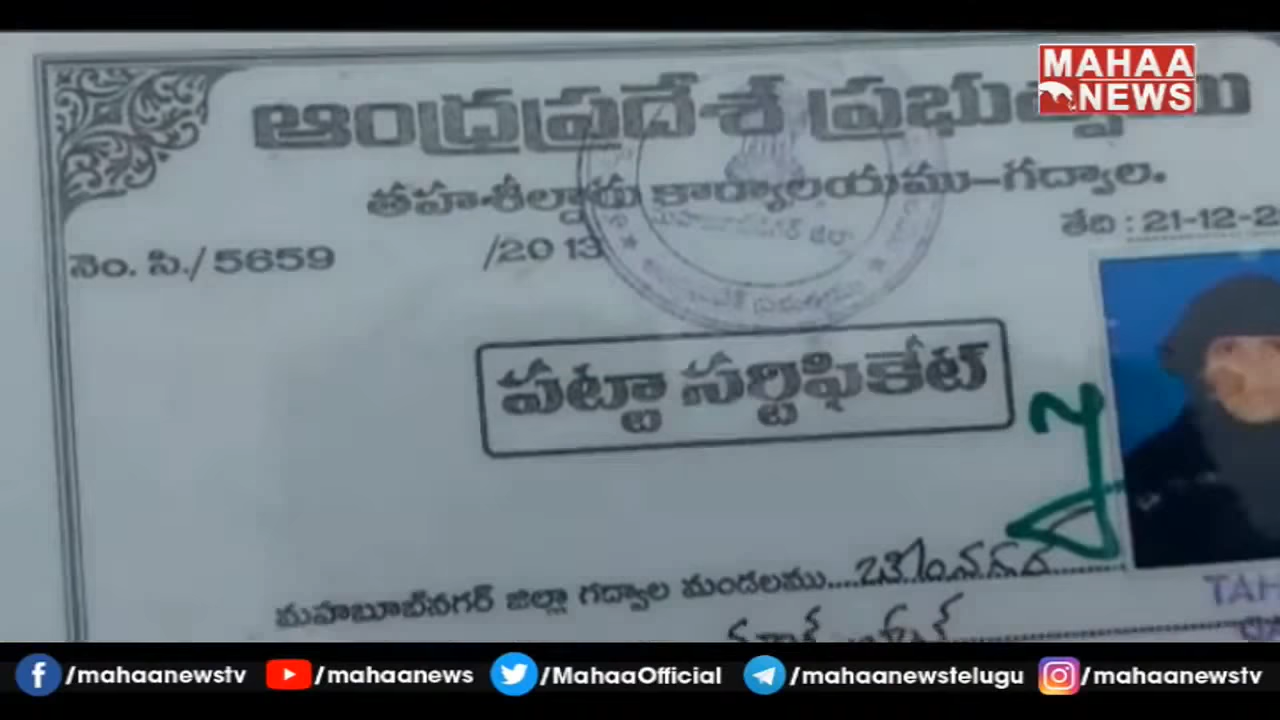 MAHAA
NEWS
ఆంధ్రప్రదేశ్ ప్రభుత్వము
తహశీల్దారు కార్యాలయము-గద్వాల.
తేది : 21-12-2
నెం. సి./5659 /2013
పట్టా సర్టిఫికేట్
మహబూబ్‌నగర్ జిల్లా గద్వాల మండలము
TAH
/mahaanewstv /mahaanews /MahaaOfficial /mahaanewstelugu /mahaanewstv